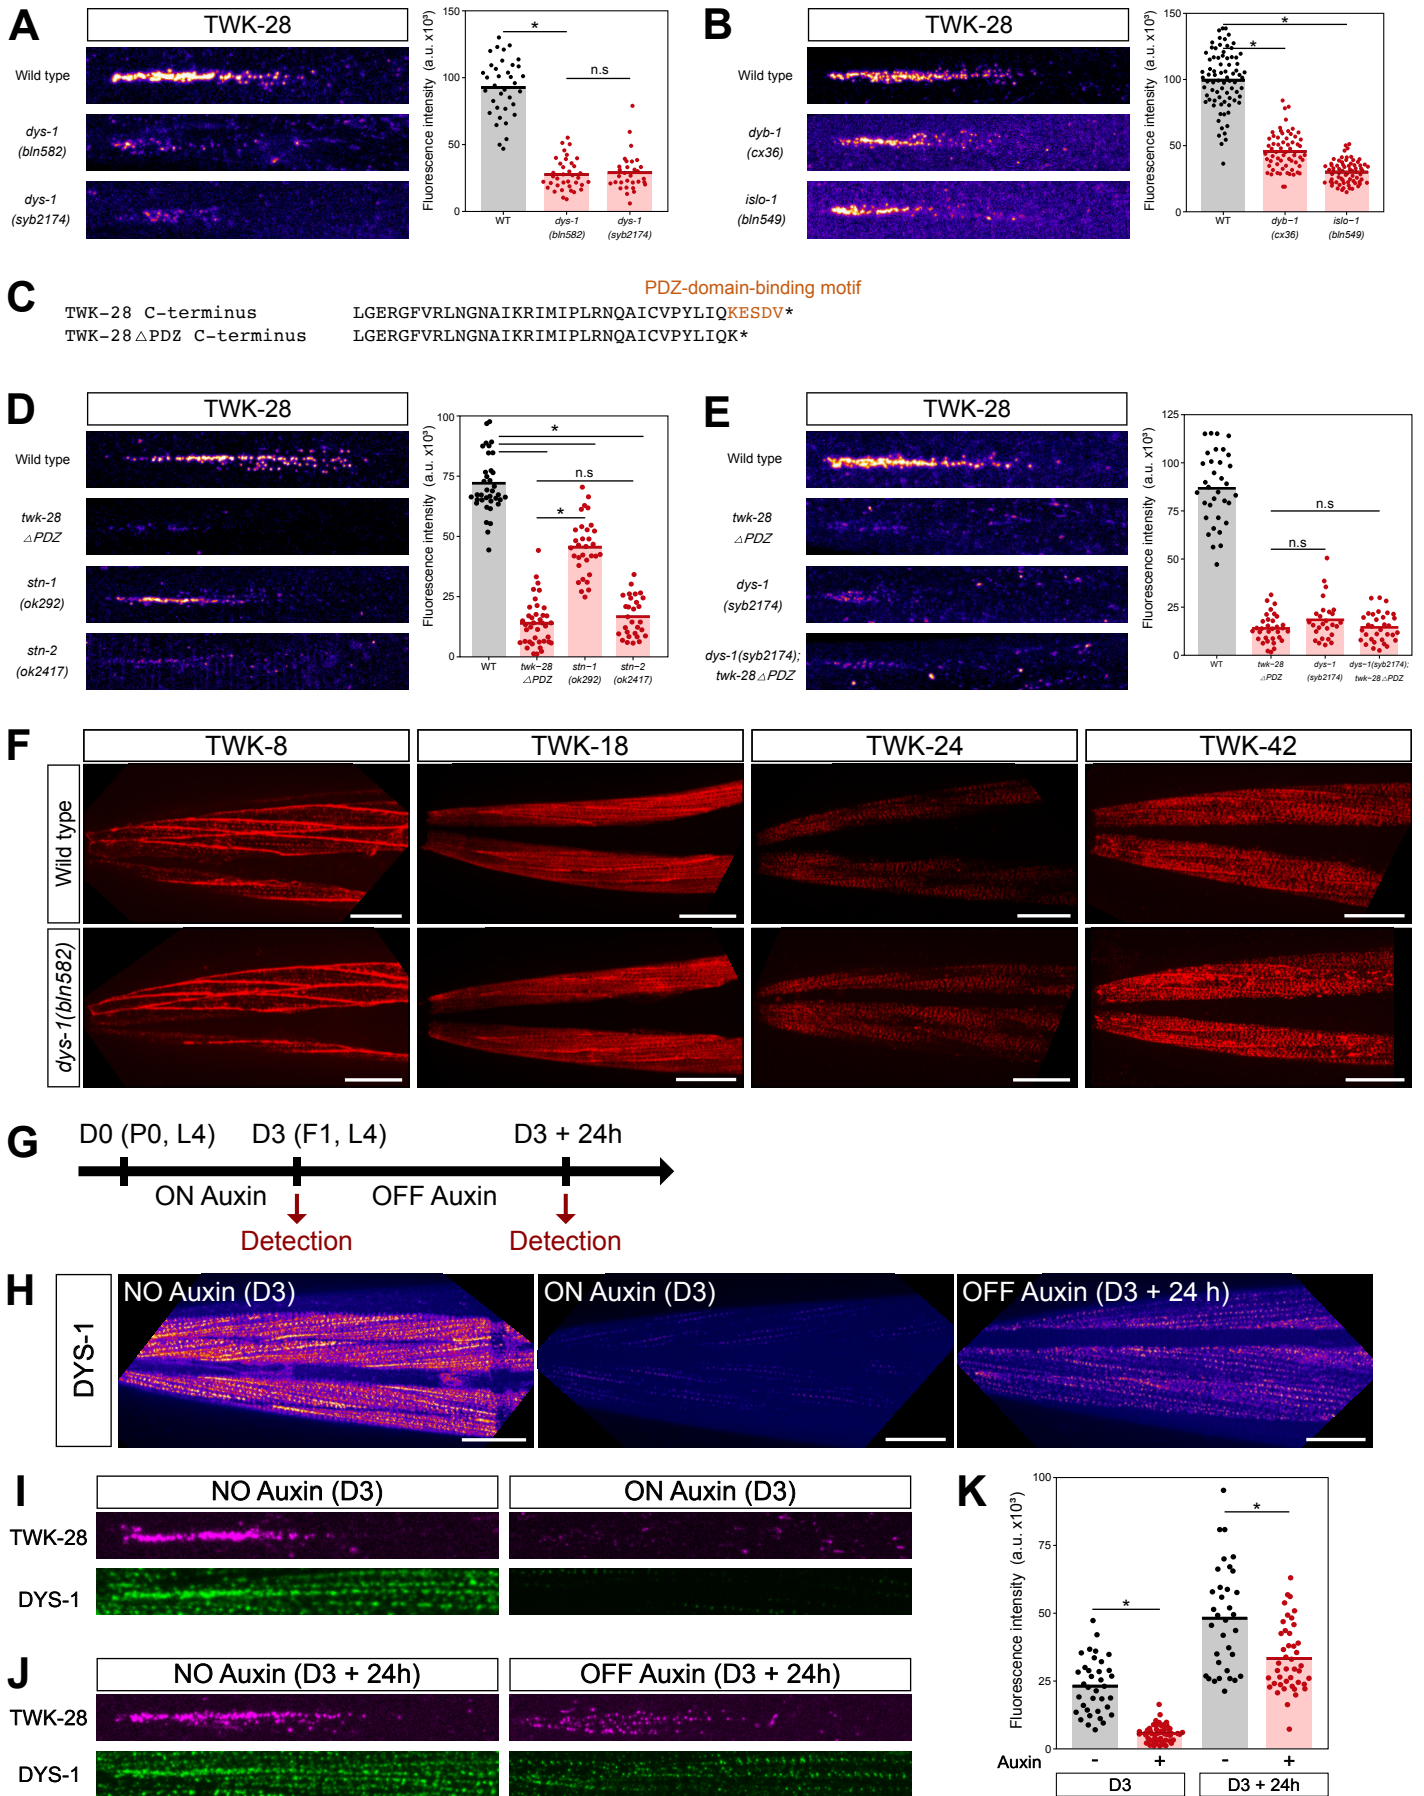 A
TWK-28
Wild type
dys-1
(bln582)
dys-1
(syb2174)
Fluorescence intensity (a.u. x10³)
150
100
50
0
*
n.s
WT
dys-1
(bln582)
dys-1
(syb2174)
B
TWK-28
Wild type
dyb-1
(cx36)
islo-1
(bln549)
Fluorescence intensity (a.u. x10³)
150
100
50
0
*
*
WT
dyb-1
(cx36)
islo-1
(bln549)
C
PDZ-domain-binding motif
TWK-28 C-terminus LGERGFVRLNGNAIKRIMIPLRNQAICVPYLIQKESDV*
TWK-28△PDZ C-terminus LGERGFVRLNGNAIKRIMIPLRNQAICVPYLIQK*
D
TWK-28
Wild type
twk-28
△PDZ
stn-1
(ok292)
stn-2
(ok2417)
Fluorescence intensity (a.u. x10³)
100
75
50
25
0
*
n.s
*
WT
twk-28
△PDZ
stn-1
(ok292)
stn-2
(ok2417)
E
TWK-28
Wild type
twk-28
△PDZ
dys-1
(syb2174)
dys-1(syb2174);
twk-28△PDZ
Fluorescence intensity (a.u. x10³)
125
100
75
50
25
0
n.s
n.s
WT
twk-28
△PDZ
dys-1
(syb2174)
dys-1(syb2174);
twk-28△PDZ
F
TWK-8
TWK-18
TWK-24
TWK-42
Wild type
dys-1(bln582)
G
D0 (P0, L4)
D3 (F1, L4)
D3 + 24h
ON Auxin
OFF Auxin
Detection
Detection
H
DYS-1
NO Auxin (D3)
ON Auxin (D3)
OFF Auxin (D3 + 24 h)
I
NO Auxin (D3)
ON Auxin (D3)
TWK-28
DYS-1
J
NO Auxin (D3 + 24h)
OFF Auxin (D3 + 24h)
TWK-28
DYS-1
K
Fluorescence intensity (a.u. x10³)
100
75
50
25
0
*
*
Auxin - + - +
D3
D3 + 24h